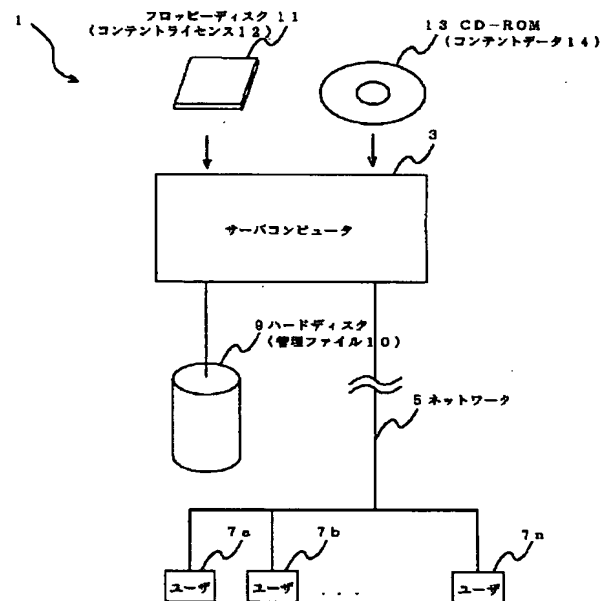 1
フロッピーディスク 11
(コンテントライセンス12)
13 CD-ROM
(コンテントデータ14)
3
サーバコンピュータ
9 ハードディスク
(管理ファイル10)
5 ネットワータ
7a
7b
7n
ユーザ
ユーザ
. . .
ユーザ